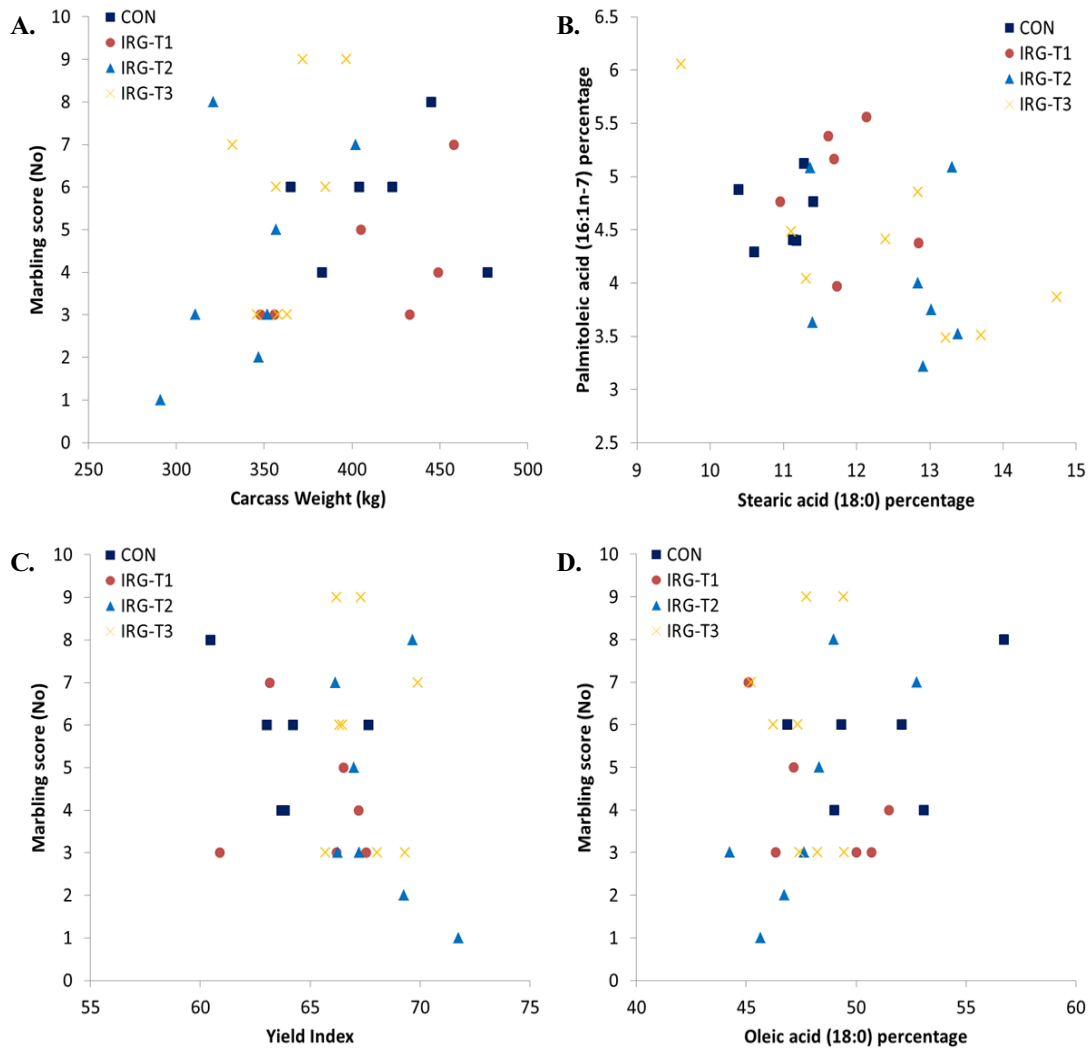 A.
CON
IRG-T1
IRG-T2
IRG-T3
Marbling score (No)
10
9
8
7
6
5
4
3
2
1
0
250 300 350 400 450 500
Carcass Weight (kg)
B.
CON
IRG-T1
IRG-T2
IRG-T3
Palmitoleic acid (16:1n-7) percentage
6.5
6
5.5
5
4.5
4
3.5
3
2.5
9 10 11 12 13 14 15
Stearic acid (18:0) percentage
C.
CON
IRG-T1
IRG-T2
IRG-T3
Marbling score (No)
10
9
8
7
6
5
4
3
2
1
0
55 60 65 70 75
Yield Index
D.
CON
IRG-T1
IRG-T2
IRG-T3
Marbling score (No)
10
9
8
7
6
5
4
3
2
1
0
40 45 50 55 60
Oleic acid (18:0) percentage